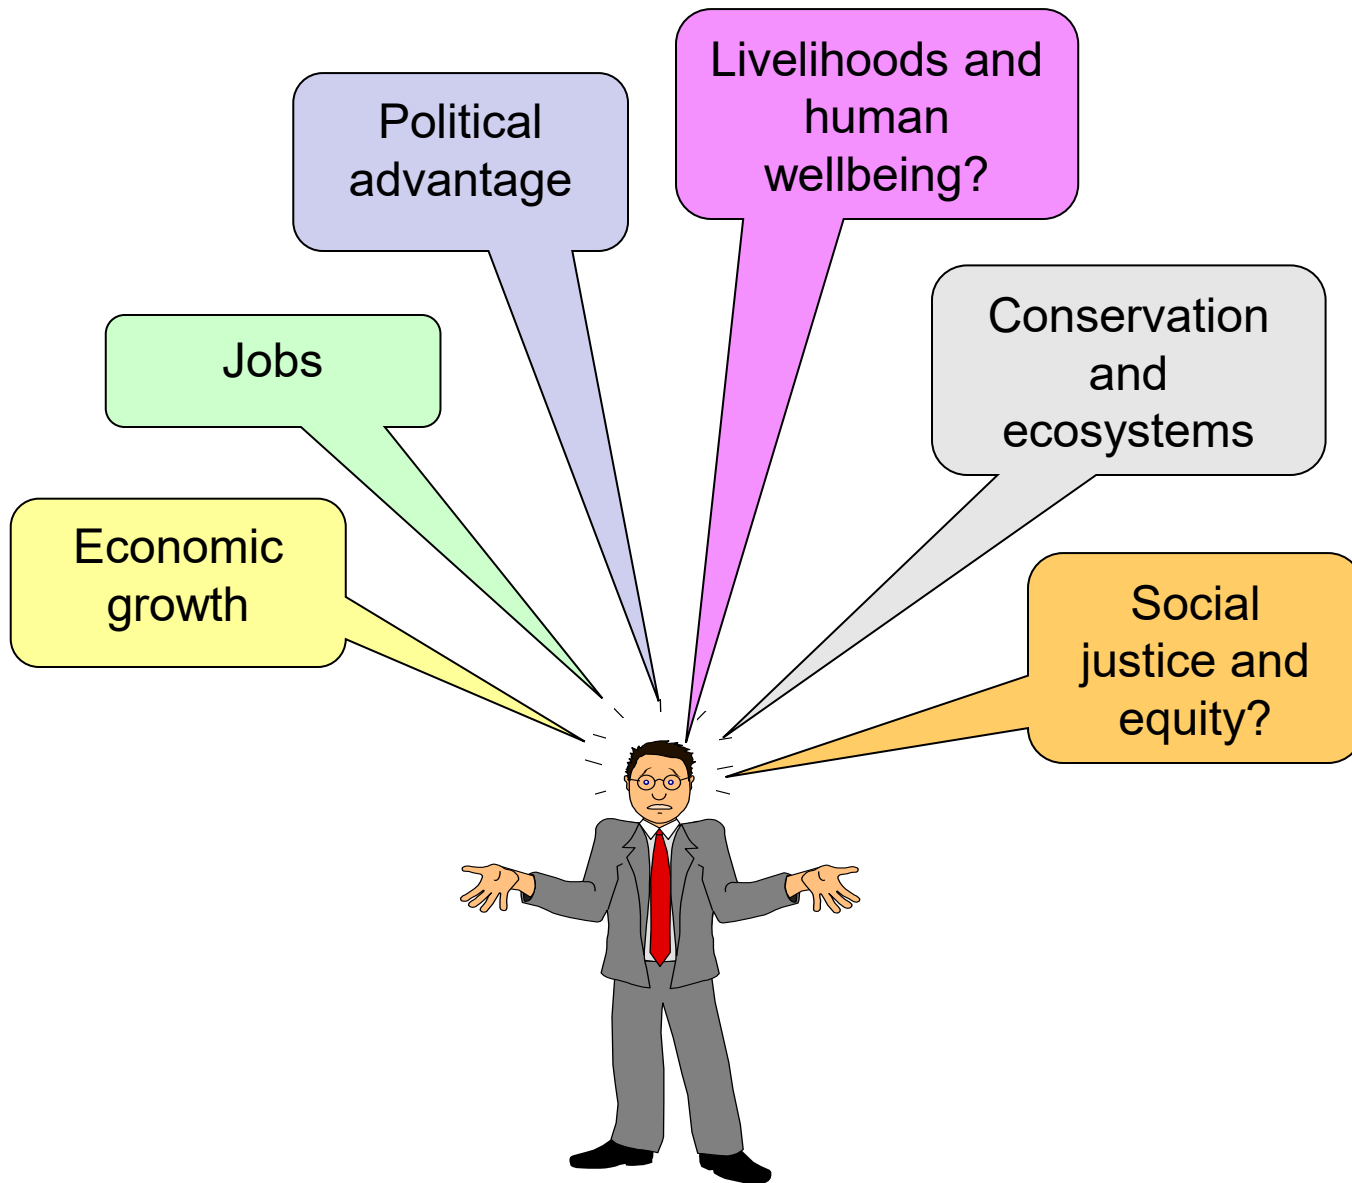 Livelihoods and
human
wellbeing?
Political
advantage
Conservation
and
ecosystems
Jobs
Economic
growth
Social
justice and
equity?